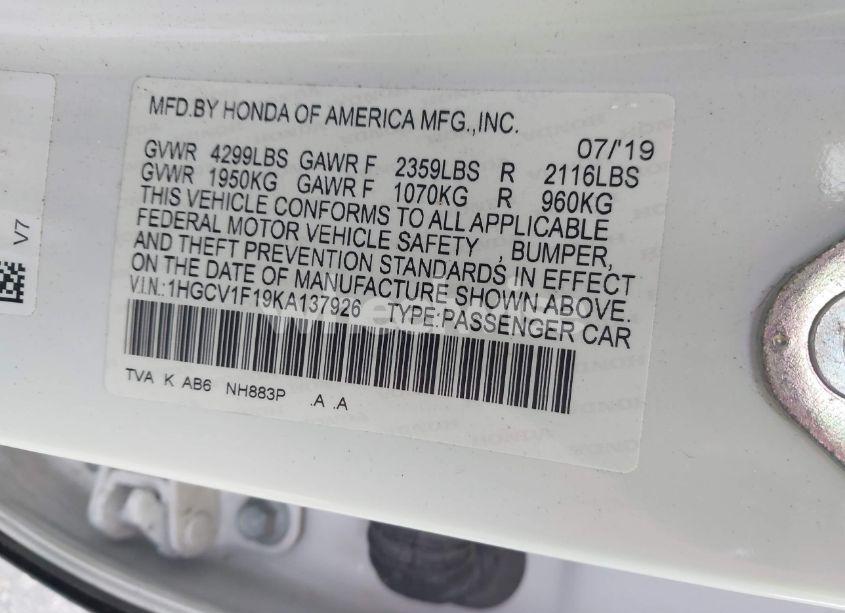 MFD.BY HONDA OF AMERICA MFG.,INC.
07/'19
GVWR 4299LBS GAWR F 2359LBS R 2116LBS
GVWR 1950KG GAWR F 1070KG R 960KG
THIS VEHICLE CONFORMS TO ALL APPLICABLE
FEDERAL MOTOR VEHICLE SAFETY , BUMPER,
AND THEFT PREVENTION STANDARDS IN EFFECT
ON THE DATE OF MANUFACTURE SHOWN ABOVE.
V.I.N.:1HGCV1F19KA137926 TYPE:PASSENGER CAR
TVA K AB6 NH883P .A .A
V7